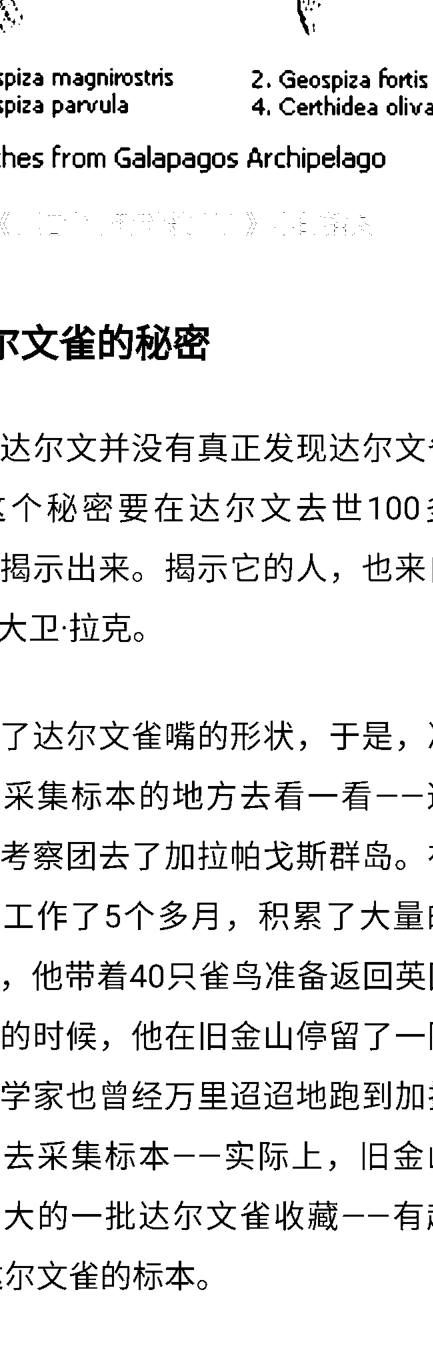 magnirostris 2. Geospiza fortis
parvula 4. Certhidea
from Galapagos Archipelago
文雀的秘密
达尔文并没有真正发现达尔文
个秘密要在达尔文去世100
揭示出来。揭示它的人，也来
大卫·拉克。
了达尔文雀嘴的形状，于是，
采集标本的地方去看一看——
考察团去了加拉帕戈斯群岛。
工作了5个多月，积累了大量
，他带着40只雀鸟准备返回英
的时候，他在旧金山停留了一
学家也曾经万里迢迢地跑到加
去采集标本——实际上，旧金
大的一批达尔文雀收藏——有
尔文雀的标本。